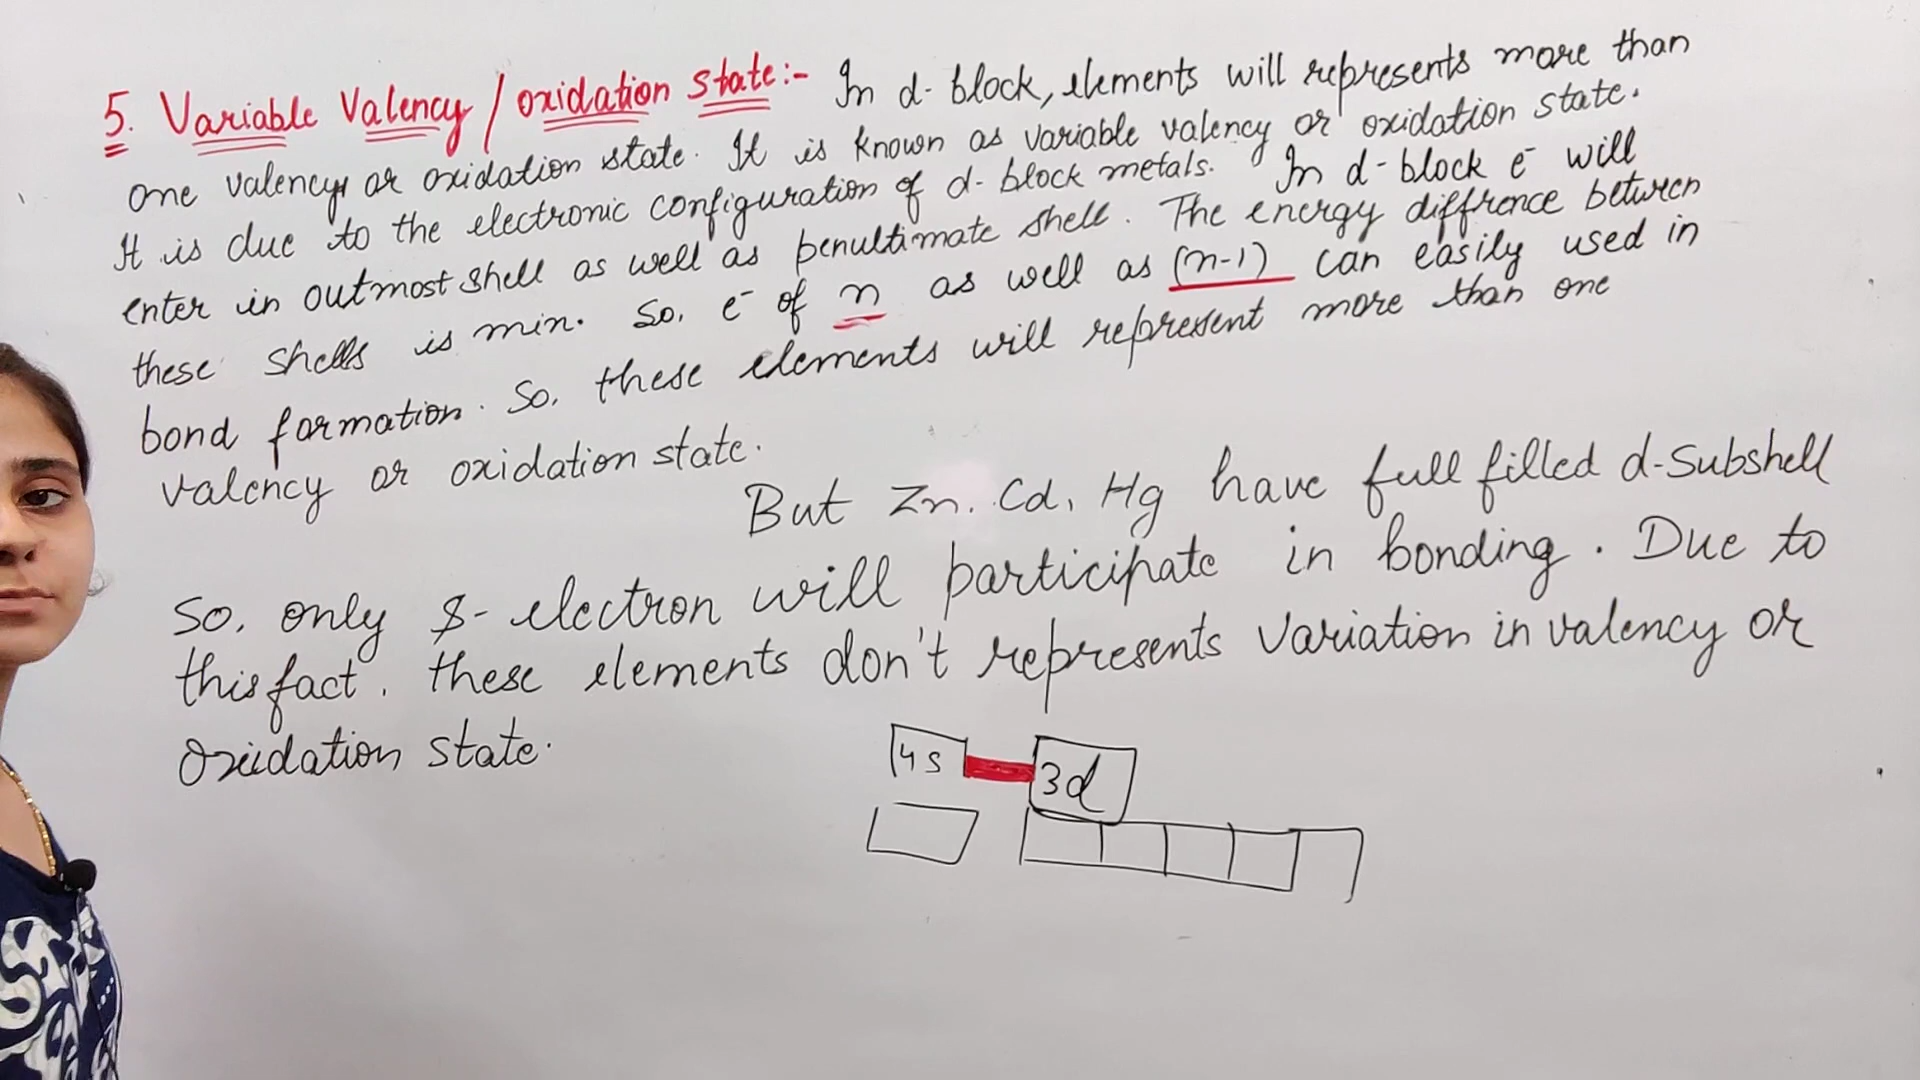 5. Variable Valency / oxidation state:- In d-block, elements will represents more than
one valency or oxidation state. It is known as variable valency or oxidation state.
It is due to the electronic configuration of d-block metals. In d-block e⁻ will
enter in outmost shell as well as penultimate shell. The energy diffrence between
these shells is min. So, e⁻ of n as well as (n-1) can easily used in
bond formation. So, these elements will represent more than one
valency or oxidation state.
But Zn, Cd, Hg have full filled d-Subshell
So, only s-electron will participate in bonding. Due to
this fact, these elements don't represents variation in valency or
Oxidation state.
4s 3d